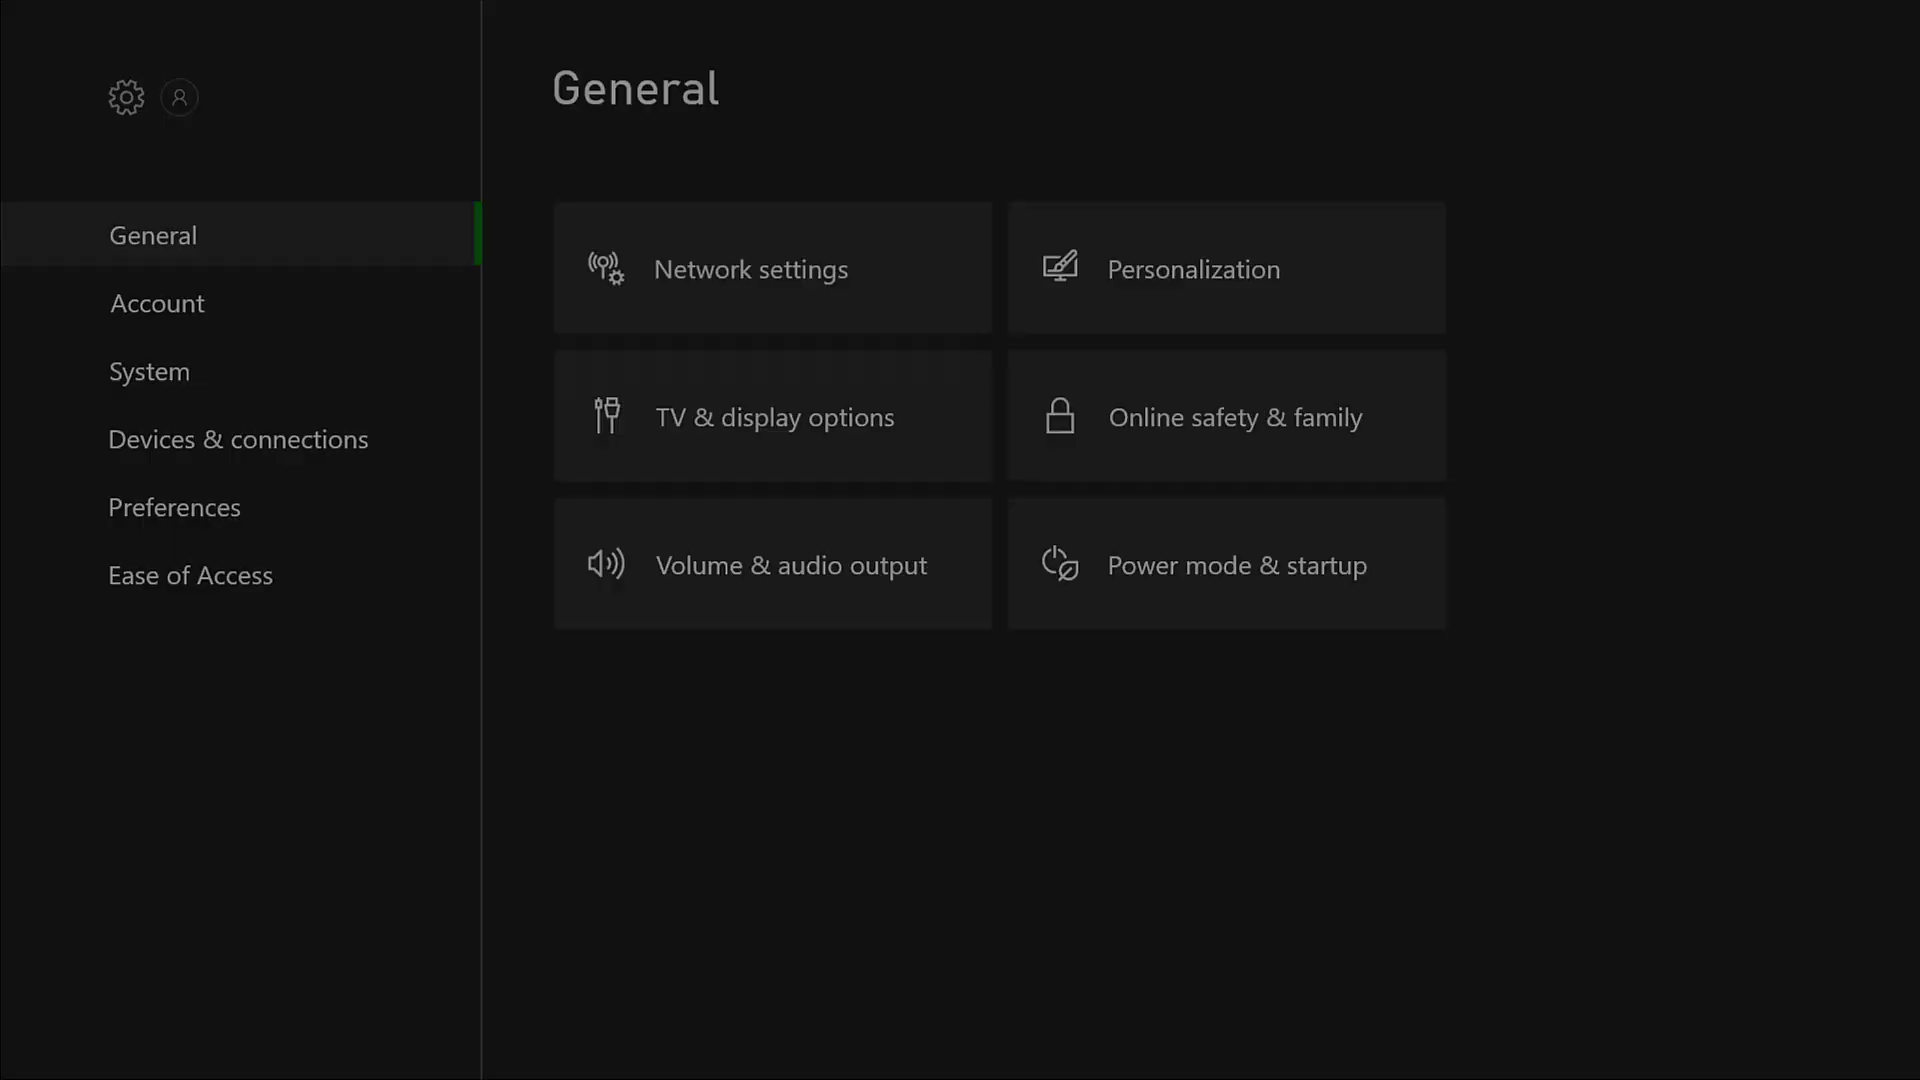 General
General
Account
System
Devices & connections
Preferences
Ease of Access
Network settings
Personalization
TV & display options
Online safety & family
Volume & audio output
Power mode & startup